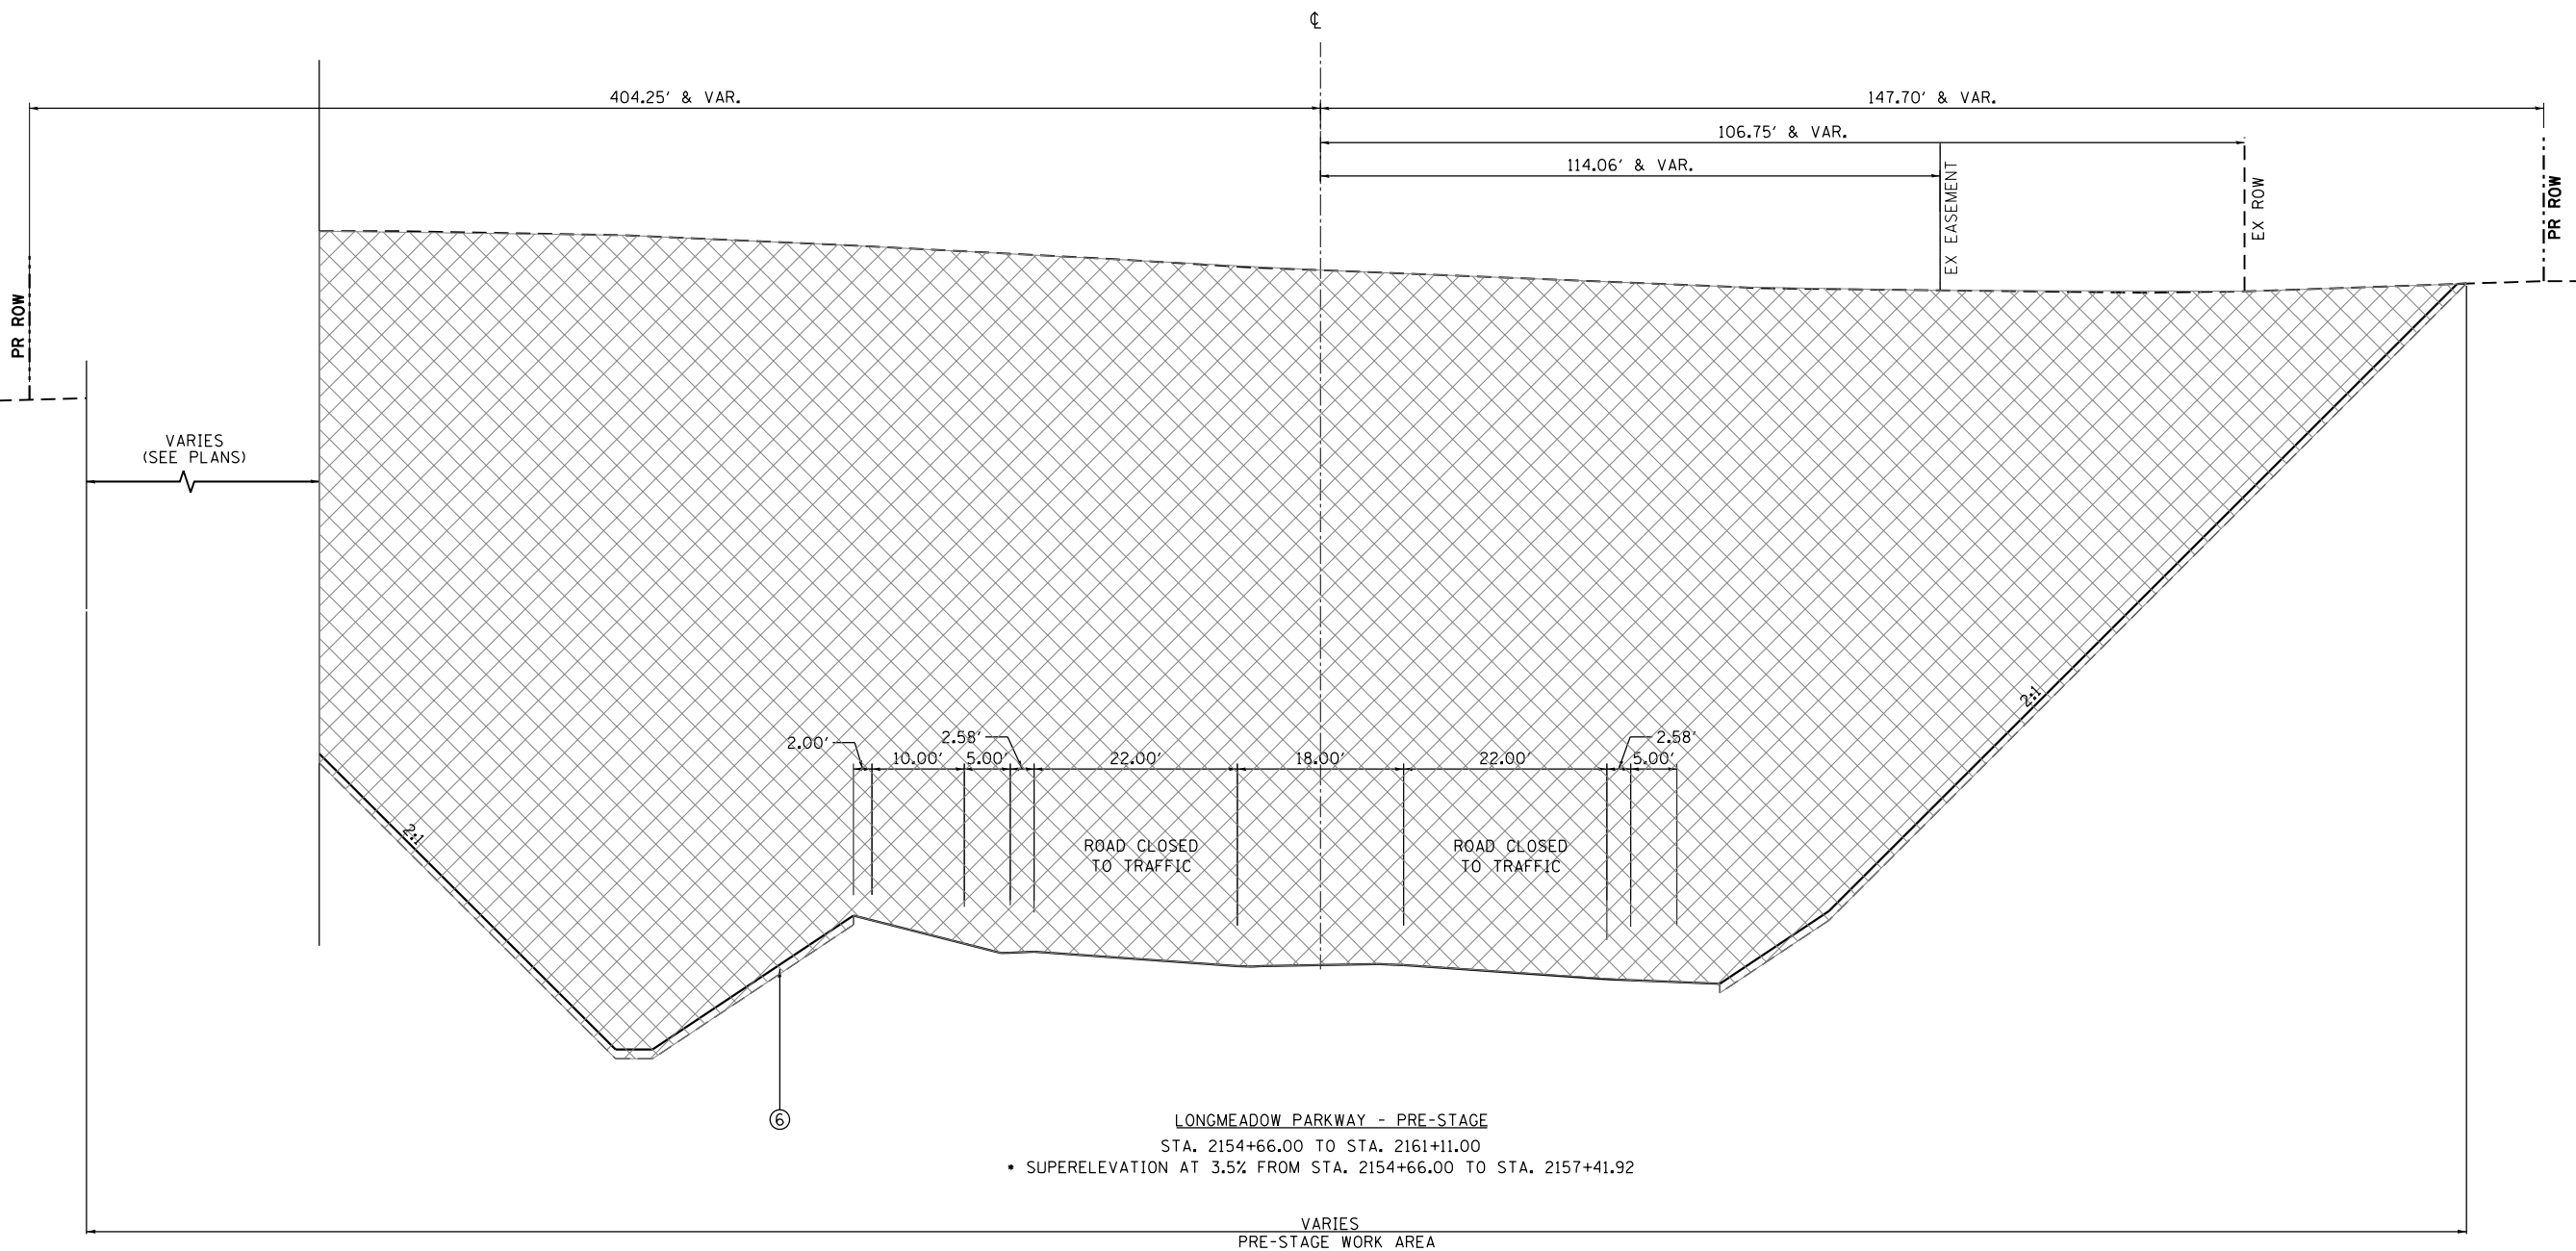 ℄
404.25' & VAR.
147.70' & VAR.
106.75' & VAR.
114.06' & VAR.
EX EASEMENT
EX ROW
PR ROW
PR ROW
VARIES
(SEE PLANS)
2:1
2.00'
10.00'
5.00'
2.58'
22.00'
18.00'
22.00'
2.58'
5.00'
2:1
ROAD CLOSED
TO TRAFFIC
ROAD CLOSED
TO TRAFFIC
6
LONGMEADOW PARKWAY - PRE-STAGE
STA. 2154+66.00 TO STA. 2161+11.00
* SUPERELEVATION AT 3.5% FROM STA. 2154+66.00 TO STA. 2157+41.92
VARIES
PRE-STAGE WORK AREA